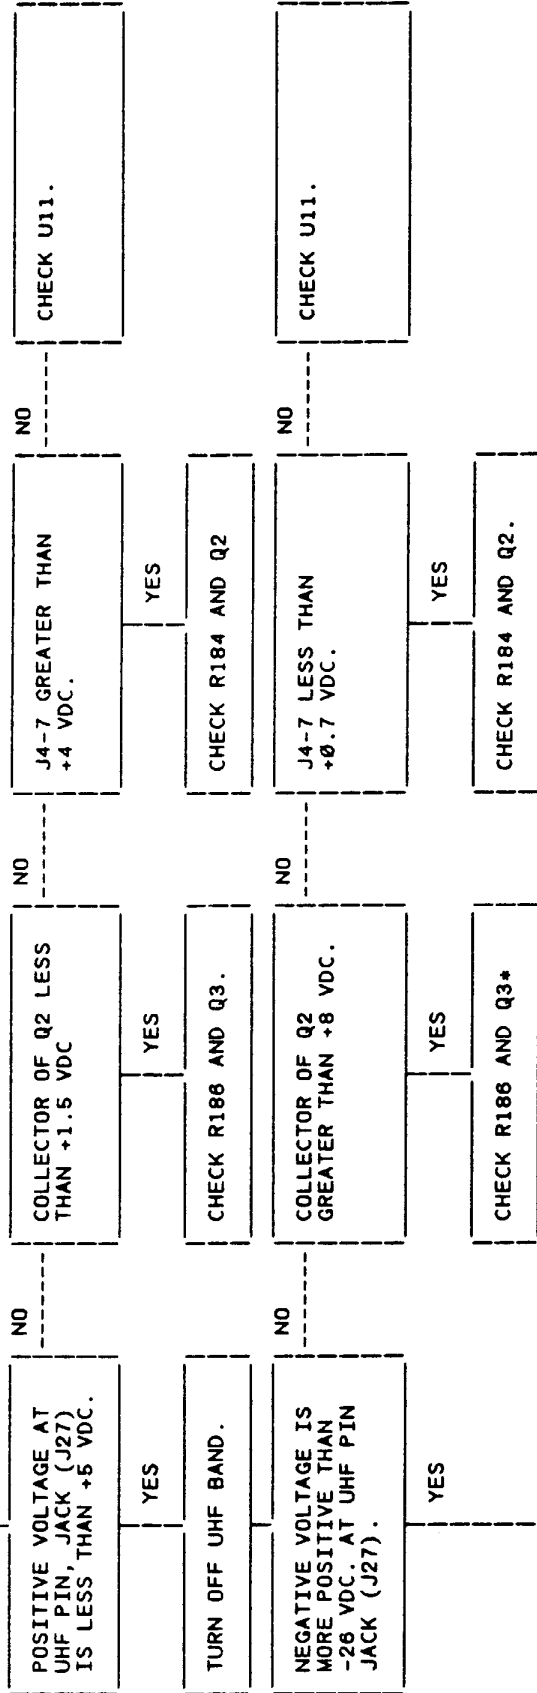 POSITIVE VOLTAGE AT
UHF PIN, JACK (J27)
IS LESS THAN +5 VDC.
NO
COLLECTOR OF Q2 LESS
THAN +1.5 VDC
NO
J4-7 GREATER THAN
+4 VDC.
NO
CHECK U11.
YES
YES
YES
TURN OFF UHF BAND.
CHECK R186 AND Q3.
CHECK R184 AND Q2
NEGATIVE VOLTAGE IS
MORE POSITIVE THAN
-26 VDC. AT UHF PIN
JACK (J27).
NO
COLLECTOR OF Q2
GREATER THAN +8 VDC.
NO
J4-7 LESS THAN
+0.7 VDC.
NO
CHECK U11.
YES
YES
YES
CHECK R186 AND Q3*
CHECK R184 AND Q2.